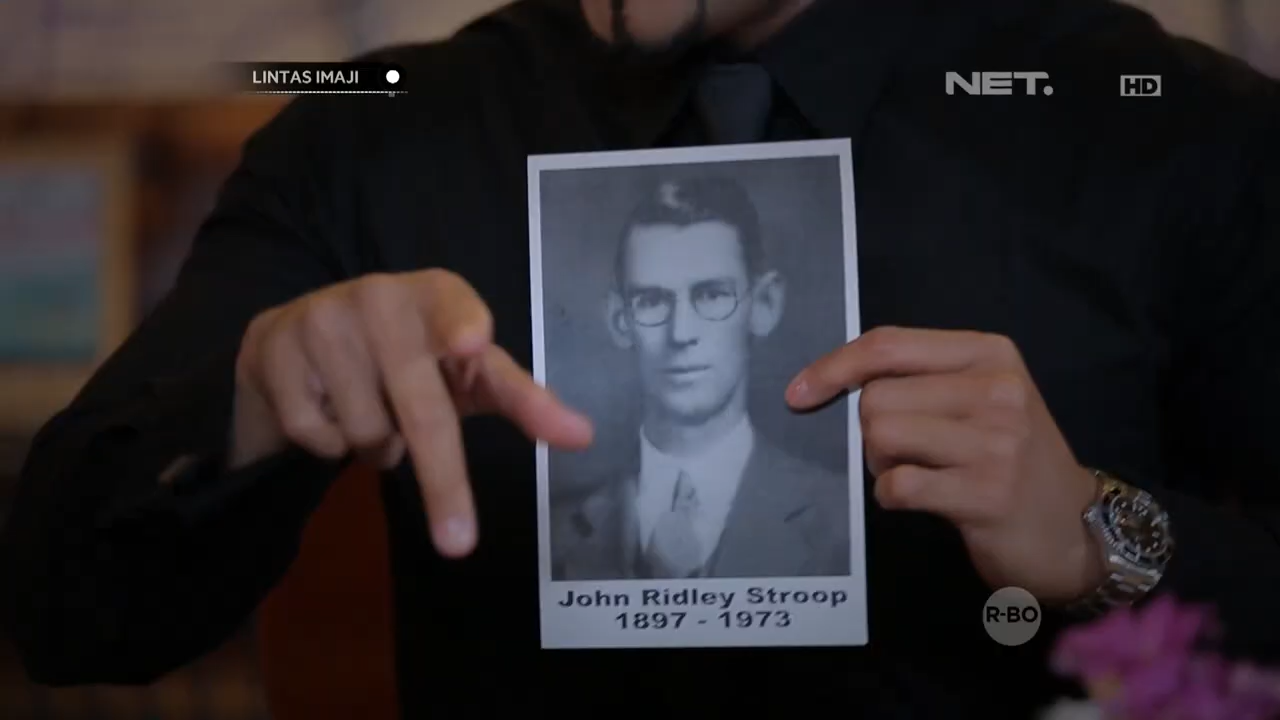 LINTAS IMAJI
NET.
HD
John Ridley Stroop
1897 - 1973
R-BO